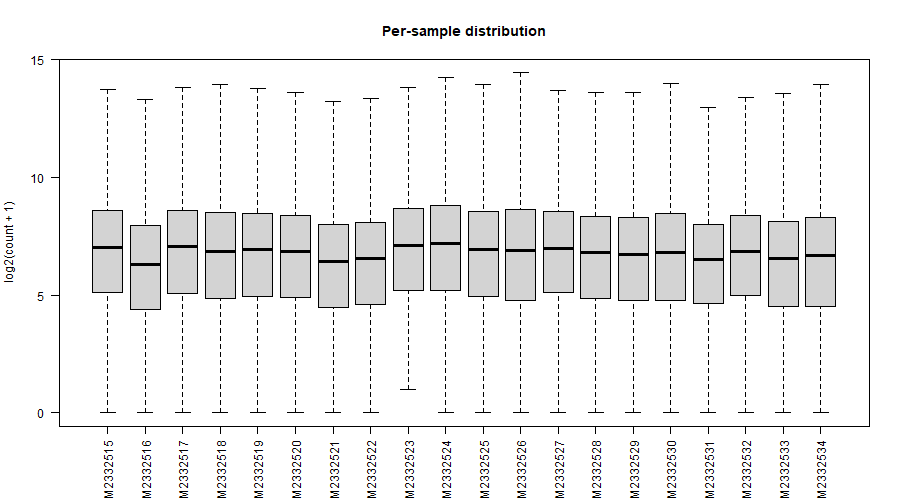 Per-sample distribution
log2(count + 1)
15
10
5
0
M2332515
M2332516
M2332517
M2332518
M2332519
M2332520
M2332521
M2332522
M2332523
M2332524
M2332525
M2332526
M2332527
M2332528
M2332529
M2332530
M2332531
M2332532
M2332533
M2332534